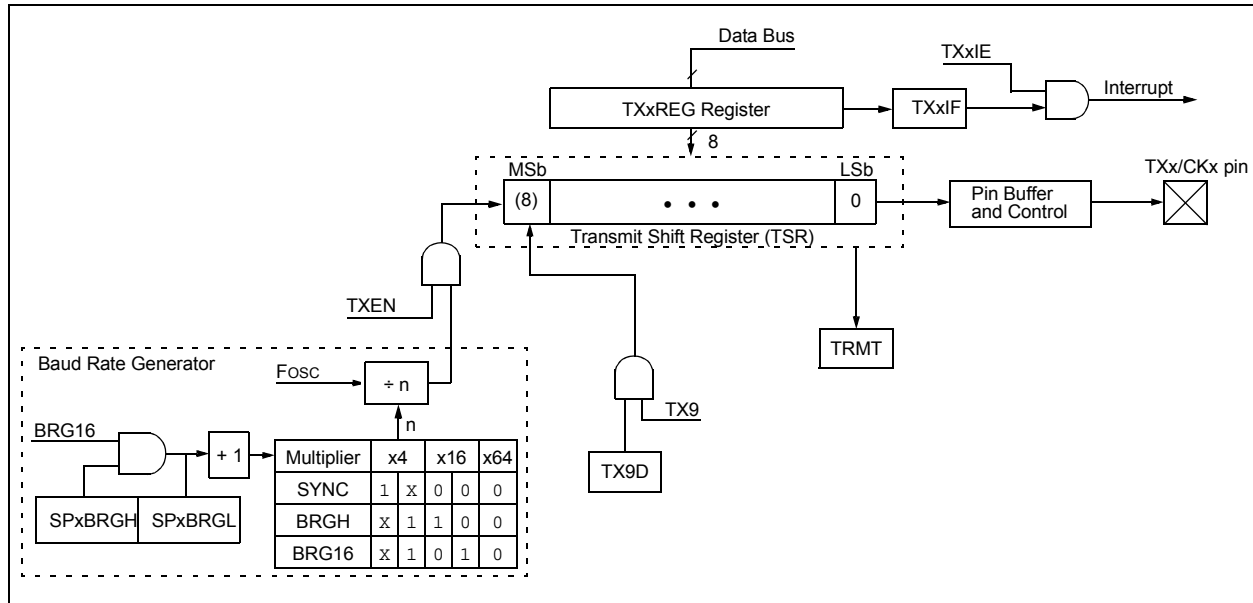 Data Bus
TXxIE
Interrupt
TXxREG Register
TXxIF
8
MSb
LSb
TXx/CKx pin
(8)
• • •
0
Pin Buffer
and Control
Transmit Shift Register (TSR)
TXEN
TRMT
Baud Rate Generator
FOSC
÷ n
TX9
n
BRG16
+ 1
Multiplier x4 x16 x64
TX9D
SYNC 1 X 0 0 0
SPxBRGH SPxBRGL
BRGH X 1 1 0 0
BRG16 X 1 0 1 0